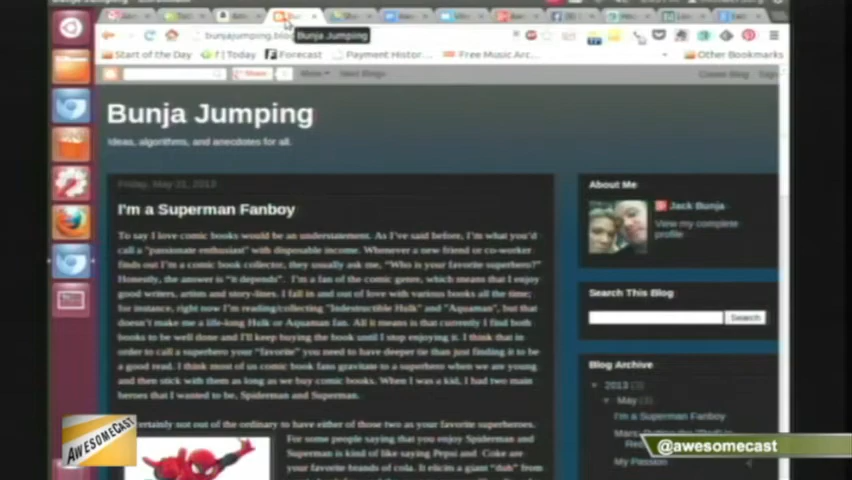 bunjajumping.blog
Bunja Jumping
Start of the Day
f | Today
Forecast
Payment Histor...
Free Music Arc...
Other Bookmarks
Share
More
Next Blog»
Create Blog
Sign
Bunja Jumping
Ideas, algorithms, and anecdotes for all.
Friday, May 31, 2013
I'm a Superman Fanboy
To say I love comic books would be an understatement. As I've said before, I'm what you'd
call a "passionate enthusiast" with disposable income. Whenever a new friend or co-worker
finds out I'm a comic book collector, they usually ask me, "Who is your favorite superhero?"
Honestly, the answer is "it depends". I'm a fan of the comic genre, which means that I enjoy
good writers, artists and story-lines. I fall in and out of love with various books all the time;
for instance, right now I'm reading/collecting "Indestructible Hulk" and "Aquaman", but that
doesn't make me a life-long Hulk or Aquaman fan. All it means is that currently I find both
books to be well done and I'll keep buying the book until I stop enjoying it. I think that in
order to call a superhero your "favorite" you need to have deeper tie than just finding it to be
a good read. I think most of us comic book fans gravitate to a superhero when we are young
and then stick with them as long as we buy comic books. When I was a kid, I had two main
heroes that I wanted to be, Spiderman and Superman.
certainly not out of the ordinary to have either of those two as your favorite superheroes.
For some people saying that you enjoy Spiderman and
Superman is kind of like saying Pepsi and Coke are
your favorite brands of cola. It elicits a giant "duh" from
About Me
Jack Bunja
View my complete
profile
Search This Blog
Search
Blog Archive
▼ 2013 (3)
▼ May (3)
I'm a Superman Fanboy
My Passion
AWESOMECAST
@awesomecast